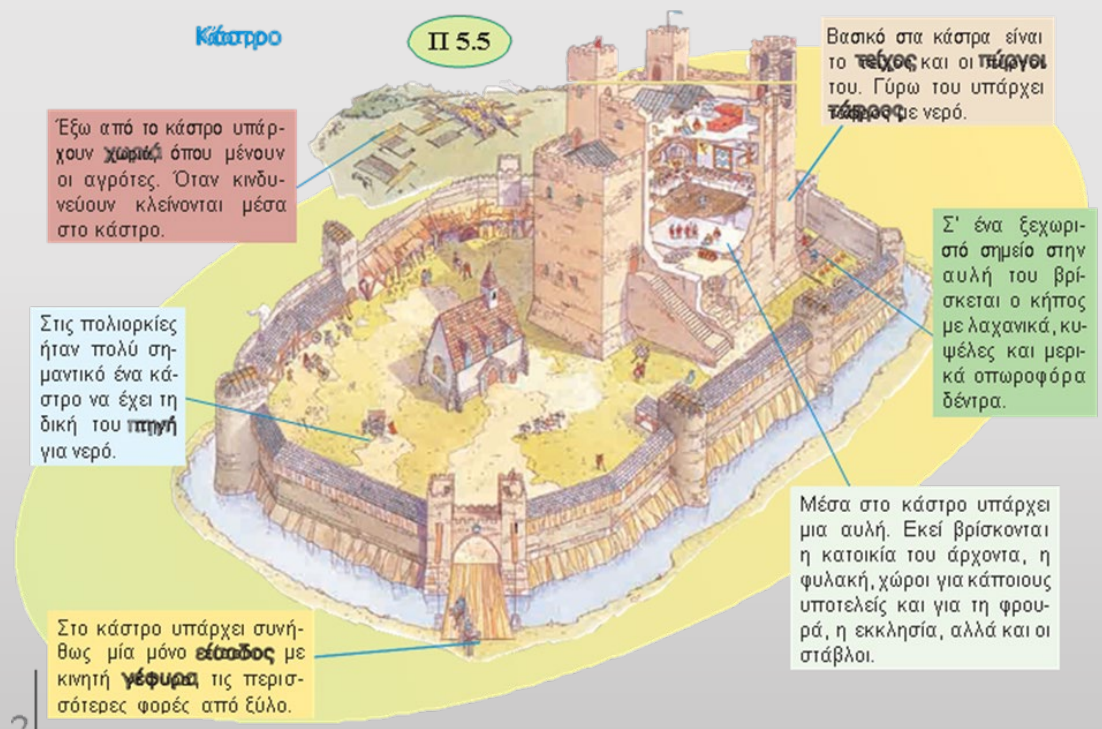 Κάστρο
Π 5.5
Βασικό στα κάστρα είναι
το τείχος και οι πύργοι
του. Γύρω του υπάρχει
τάφρος με νερό.
Έξω από το κάστρο υπάρ-
χουν χωριά, όπου μένουν
οι αγρότες. Όταν κινδυ-
νεύουν κλείνονται μέσα
στο κάστρο.
Σ' ένα ξεχωρι-
στό σημείο στην
αυλή του βρί-
σκεται ο κήπος
με λαχανικά, κυ-
ψέλες και μερι-
κά οπωροφόρα
δέντρα.
Στις πολιορκίες
ήταν πολύ ση-
μαντικό ένα κά-
στρο να έχει τη
δική του πηγή
για νερό.
Μέσα στο κάστρο υπάρχει
μια αυλή. Εκεί βρίσκονται
η κατοικία του άρχοντα, η
φυλακή, χώροι για κάποιους
υποτελείς και για τη φρου-
ρά, η εκκλησία, αλλά και οι
στάβλοι.
Στο κάστρο υπάρχει συνή-
θως μία μόνο είσοδος με
κινητή γέφυρα, τις περισ-
σότερες φορές από ξύλο.